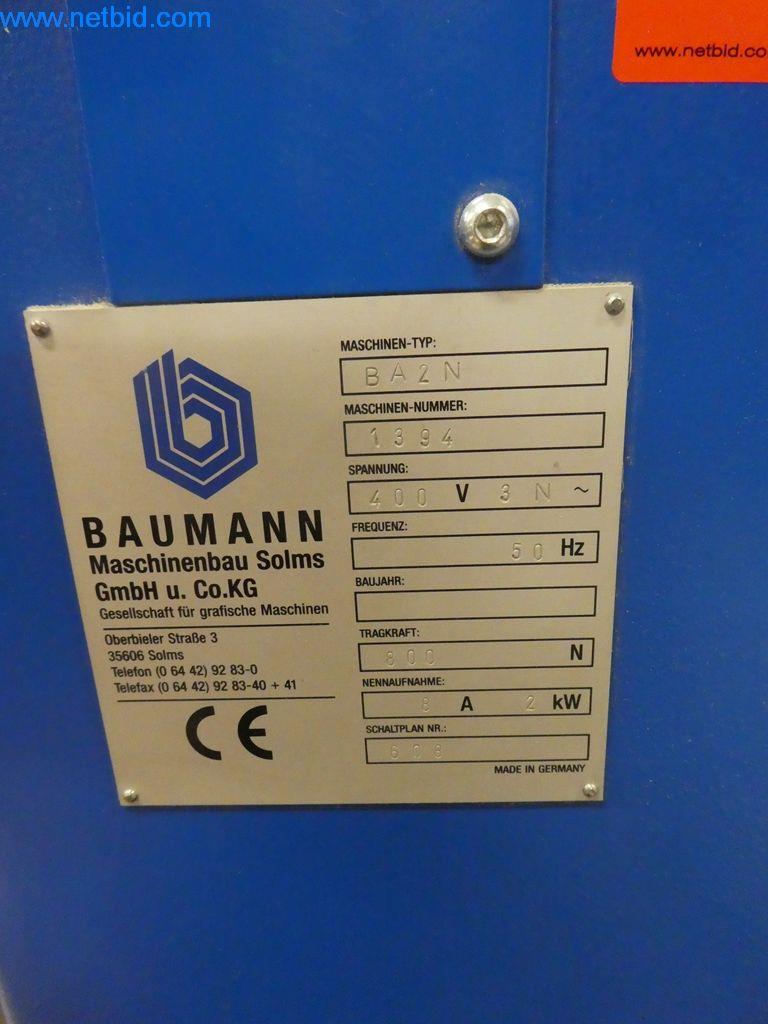 www.netbid.com
www.netbid.co
BAUMANN
Maschinenbau Solms
GmbH u. Co.KG
Gesellschaft für grafische Maschinen
Oberbieler Straße 3
35606 Solms
Telefon (0 64 42) 92 83-0
Telefax (0 64 42) 92 83-40 + 41
CE
MASCHINEN-TYP:
BA2N
MASCHINEN-NUMMER:
1394
SPANNUNG:
400 V 3 N ~
FREQUENZ:
50 Hz
BAUJAHR:
TRAGKRAFT:
800 N
NENNAUFNAHME:
8 A 2 kW
SCHALTPLAN NR.:
608
MADE IN GERMANY